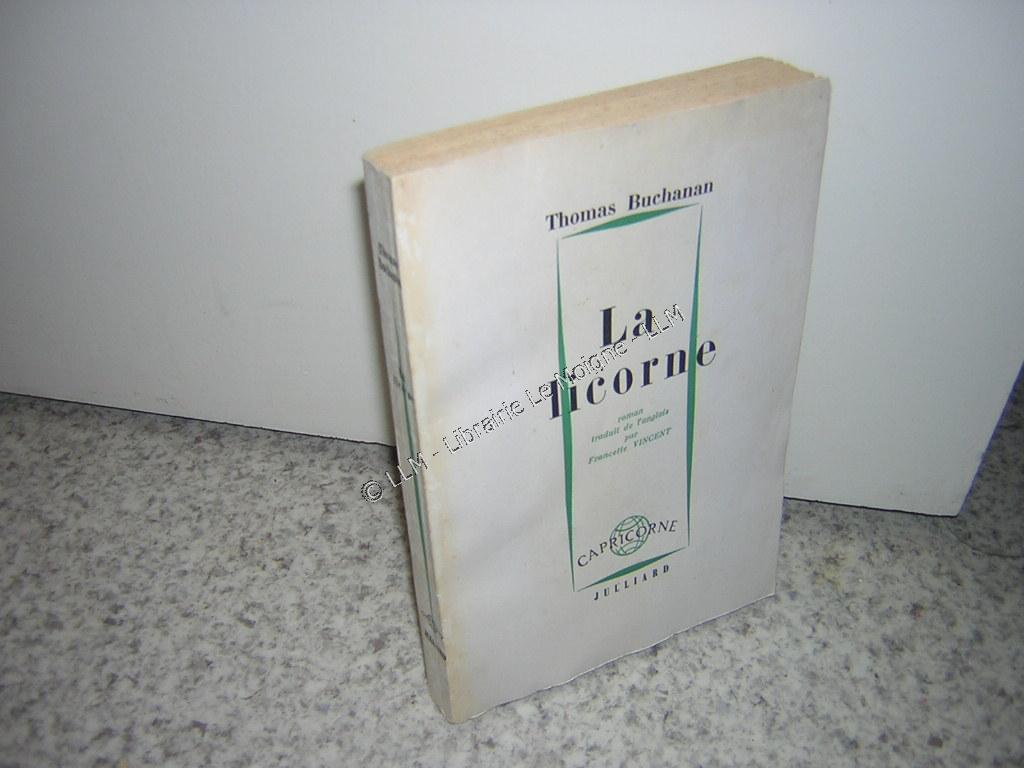 Thomas Buchanan
La
licorne
roman
traduit de l'anglais
par
Francette VINCENT
CAPRICORNE
JULLIARD
© LLM - Librairie Le Moigne - LLM